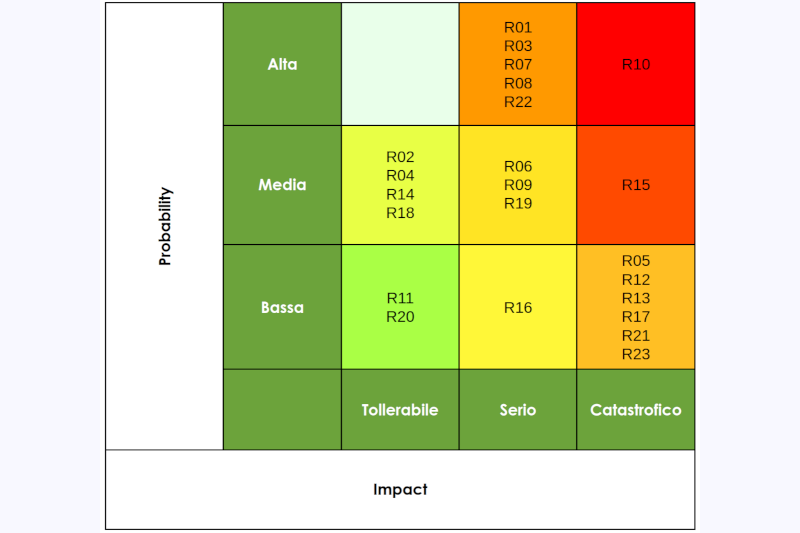 Probability
Alta
R01
R03
R07
R08
R22
R10
Media
R02
R04
R14
R18
R06
R09
R19
R15
Bassa
R11
R20
R16
R05
R12
R13
R17
R21
R23
Tollerabile
Serio
Catastrofico
Impact